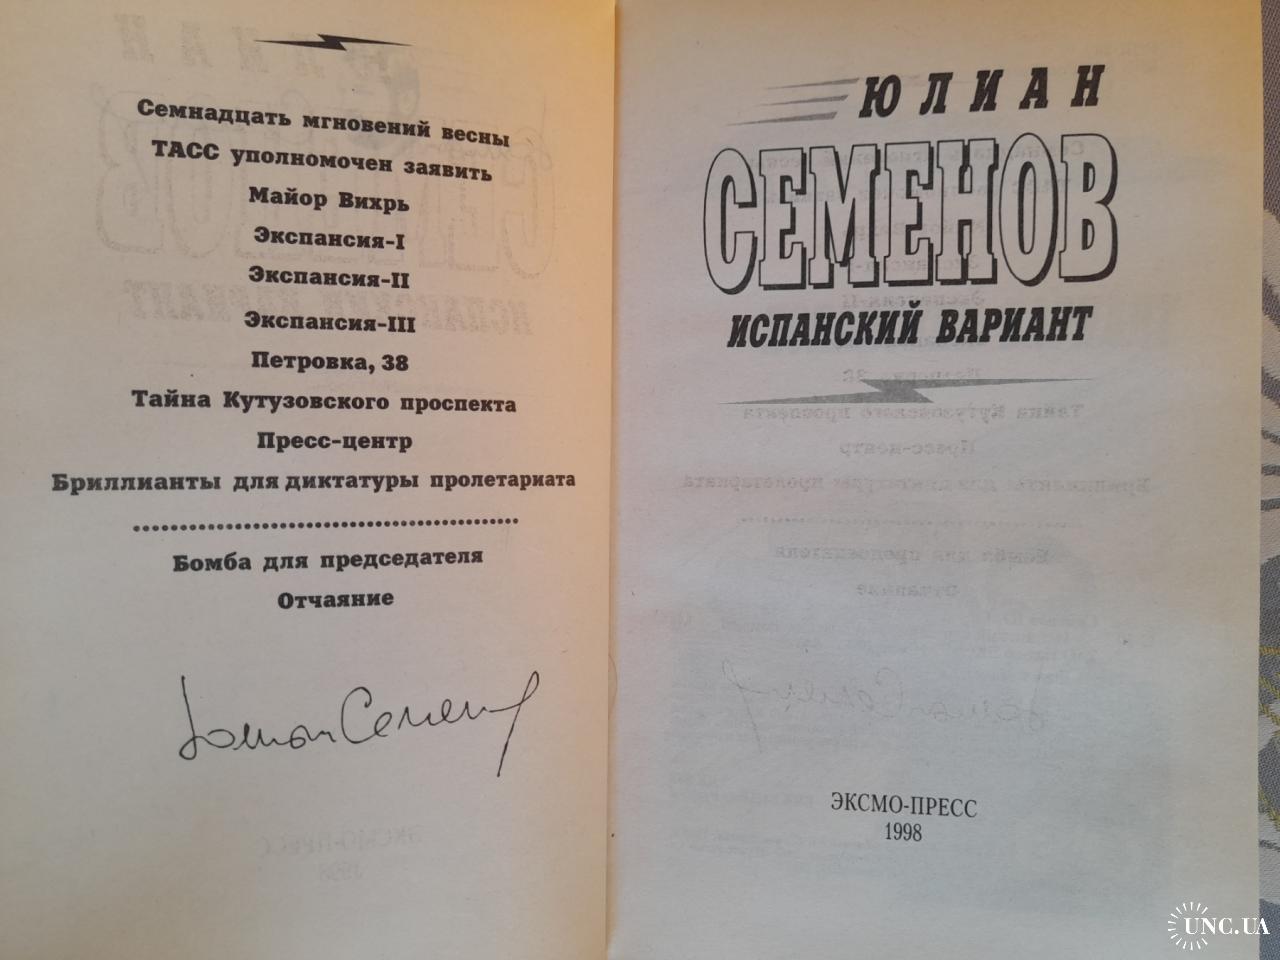 Семнадцать мгновений весны
ТАСС уполномочен заявить
Майор Вихрь
Экспансия-I
Экспансия-II
Экспансия-III
Петровка, 38
Тайна Кутузовского проспекта
Пресс-центр
Бриллианты для диктатуры пролетариата
Бомба для председателя
Отчаяние
Юлиан Семенов
ЮЛИАН
СЕМЕНОВ
ИСПАНСКИЙ ВАРИАНТ
ЭКСМО-ПРЕСС
1998
UNC.UA